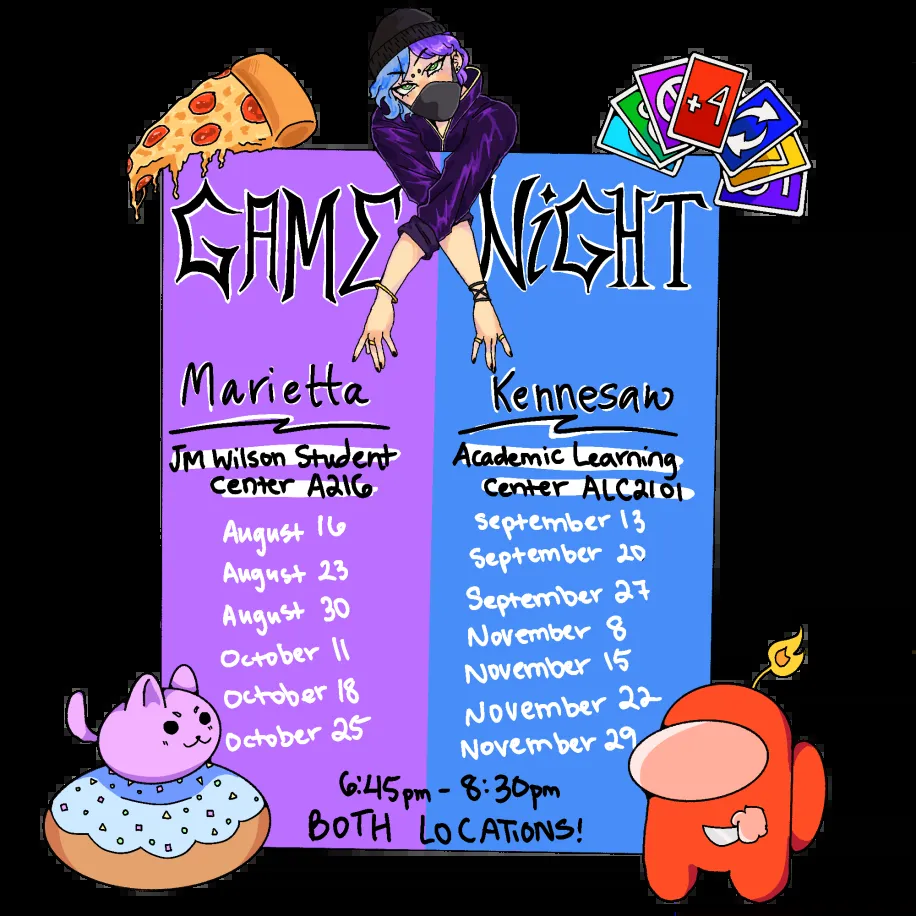 +4
GAME NiGHT
Marietta
JM Wilson Student
center A216
August 16
August 23
August 30
October 11
October 18
October 25
Kennesaw
Academic Learning
center ALC2101
September 13
September 20
September 27
November 8
November 15
November 22
November 29
6:45pm - 8:30pm
BOTH LOCATiONS!